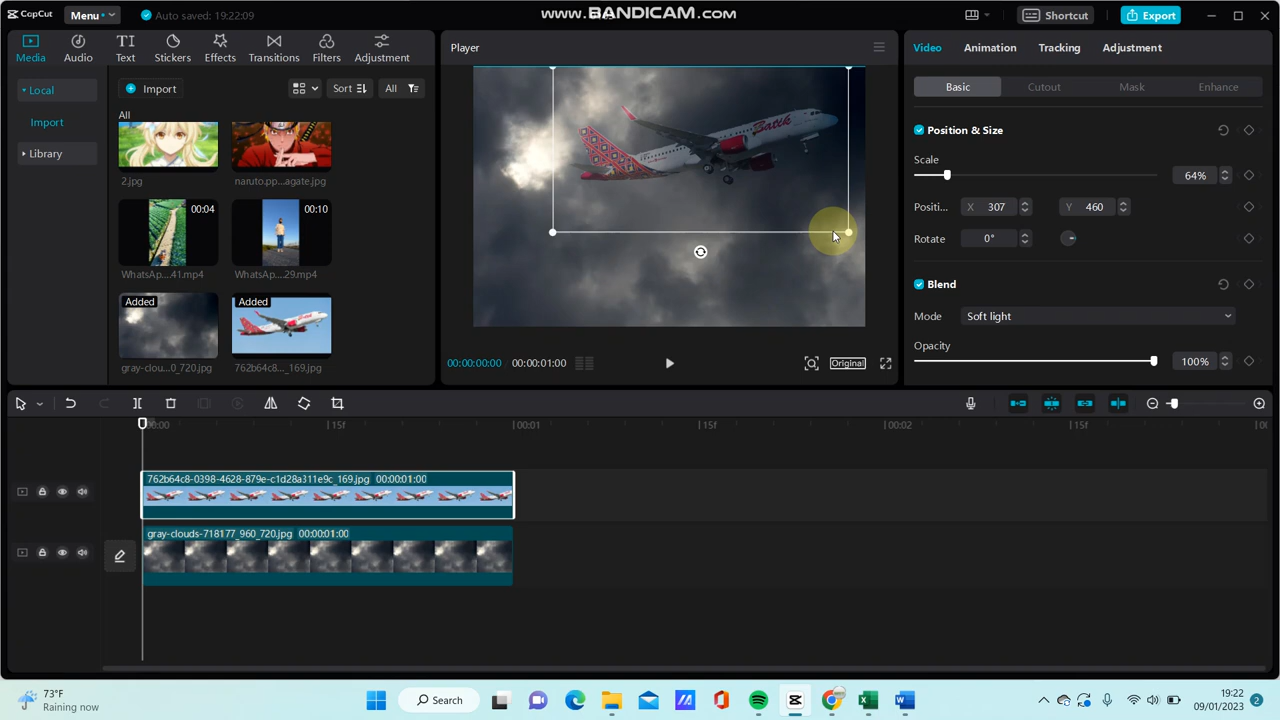 CapCut
Menu
Auto saved: 19:22:09
www.BANDICAM.com
Shortcut
Export
Media
Audio
Text
Stickers
Effects
Transitions
Filters
Adjustment
Local
Import
Library
Import
Sort
All
All
2.jpg
naruto.pp...agate.jpg
00:04
WhatsAp....41.mp4
00:10
WhatsAp....29.mp4
Added
gray-clou...0_720.jpg
Added
762b64c8..._169.jpg
Player
Batik
00:00:00:00
00:00:01:00
Original
Video
Animation
Tracking
Adjustment
Basic
Cutout
Mask
Enhance
Position & Size
Scale
64%
Positi...
X 307
Y 460
Rotate
0°
Blend
Mode
Soft light
Opacity
100%
00:00
15f
00:01
15f
00:02
15f
762b64c8-0398-4628-879e-c1d28a311e9c_169.jpg 00:00:01:00
gray-clouds-718177_960_720.jpg 00:00:01:00
73°F
Raining now
Search
19:22
09/01/2023
2